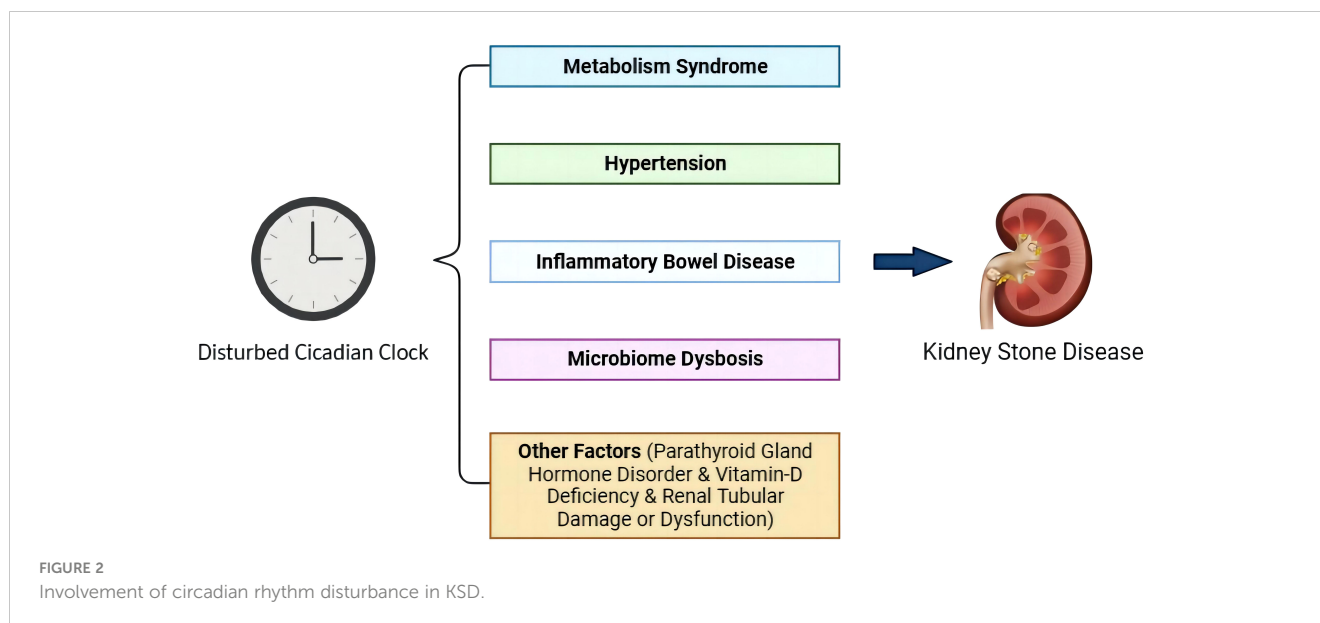 Metabolism Syndrome
Hypertension
Inflammatory Bowel Disease
Microbiome Dysbosis
Other Factors (Parathyroid Gland
Hormone Disorder & Vitamin-D
Deficiency & Renal Tubular
Damage or Dysfunction)
Disturbed Cicadian Clock
Kidney Stone Disease
FIGURE 2
Involvement of circadian rhythm disturbance in KSD.